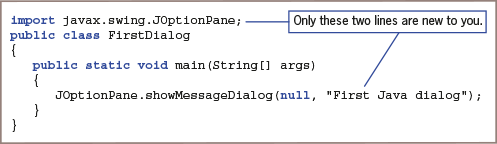 import javax.swing.JOptionPane;
Only these two lines are new to you.
public class FirstDialog
{
public static void main(String[] args)
{
JOptionPane.showMessageDialog(null, "First Java dialog");
}
}